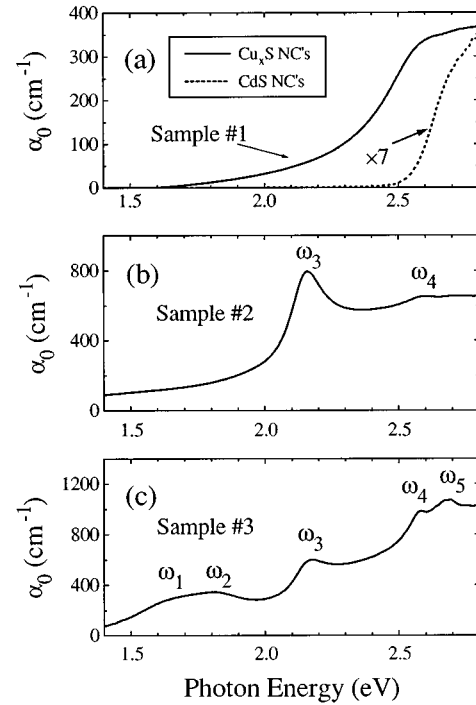 400
300
200
100
0
α₀ (cm⁻¹)
(a)
Cu_xS NC's
CdS NC's
Sample #1
×7
1.5 2.0 2.5
800
400
0
α₀ (cm⁻¹)
(b)
ω₃
ω₄
Sample #2
1.5 2.0 2.5
1200
800
400
0
α₀ (cm⁻¹)
(c)
Sample #3
ω₁
ω₂
ω₃
ω₄
ω₅
1.5 2.0 2.5
Photon Energy (eV)